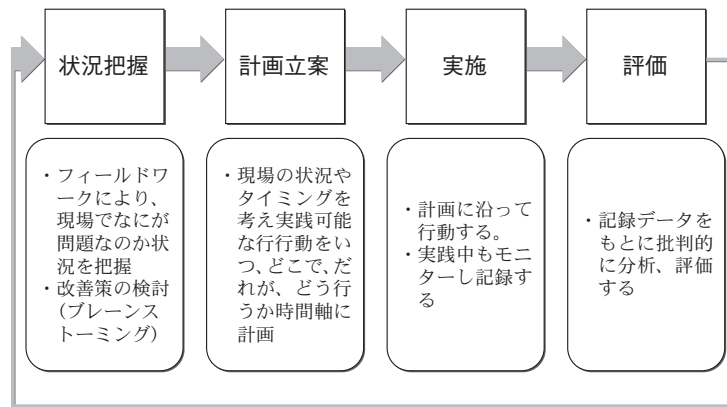 状況把握
計画立案
実施
評価
・フィールドワ
ークにより、
現場でなにが
問題なのか状
況を把握
・改善策の検討
(ブレーンス
トーミング)
・現場の状況や
タイミングを
考え実践可能
な行行動をい
つ、どこで、だ
れが、どう行
うか時間軸に
計画
・計画に沿って
行動する。
・実践中もモニ
ターし記録す
る
・記録データを
もとに批判的
に分析、評価
する